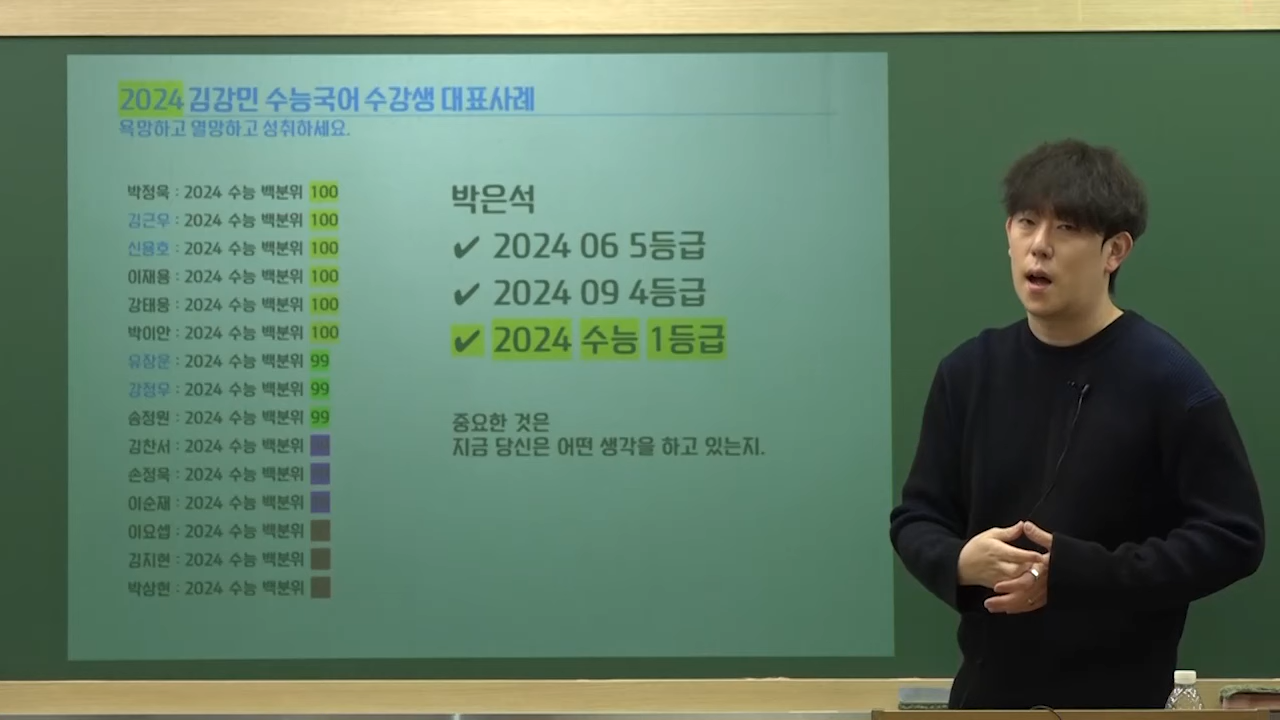 2024 김강민 수능국어 수강생 대표사례
욕망하고 열망하고 성취하세요.
박정욱 : 2024 수능 백분위 100
김근우 : 2024 수능 백분위 100
신용호 : 2024 수능 백분위 100
이재용 : 2024 수능 백분위 100
강태웅 : 2024 수능 백분위 100
박이안 : 2024 수능 백분위 100
유장운 : 2024 수능 백분위 99
강정우 : 2024 수능 백분위 99
송정원 : 2024 수능 백분위 99
김찬서 : 2024 수능 백분위
손정욱 : 2024 수능 백분위
이순재 : 2024 수능 백분위
이요셉 : 2024 수능 백분위
김지현 : 2024 수능 백분위
박상현 : 2024 수능 백분위
박은석
✔ 2024 06 5등급
✔ 2024 09 4등급
✔ 2024 수능 1등급
중요한 것은
지금 당신은 어떤 생각을 하고 있는지.